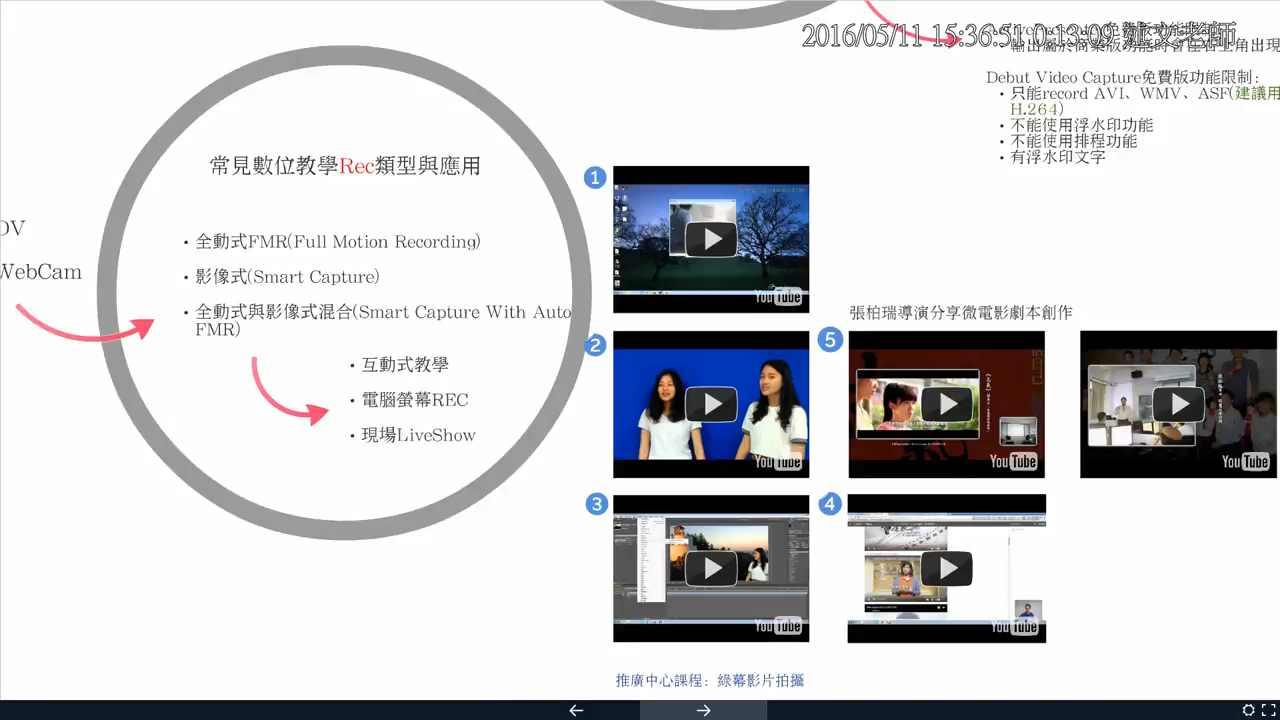 2016/05/11 15:36:51 0:13:09
Debut Video Capture免費版功能限制:
• 只能record AVI、WMV、ASF(建議用
H.264)
• 不能使用浮水印功能
• 不能使用排程功能
• 有浮水印文字
常見數位教學Rec類型與應用
OV
WebCam
• 全動式FMR(Full Motion Recording)
• 影像式(Smart Capture)
• 全動式與影像式混合(Smart Capture With Auto
FMR)
• 互動式教學
• 電腦螢幕REC
• 現場LiveShow
1
YouTube
張柏瑞導演分享微電影劇本創作
2
YouTube
5
YouTube
YouTube
3
YouTube
4
YouTube
推廣中心課程：綠幕影片拍攝